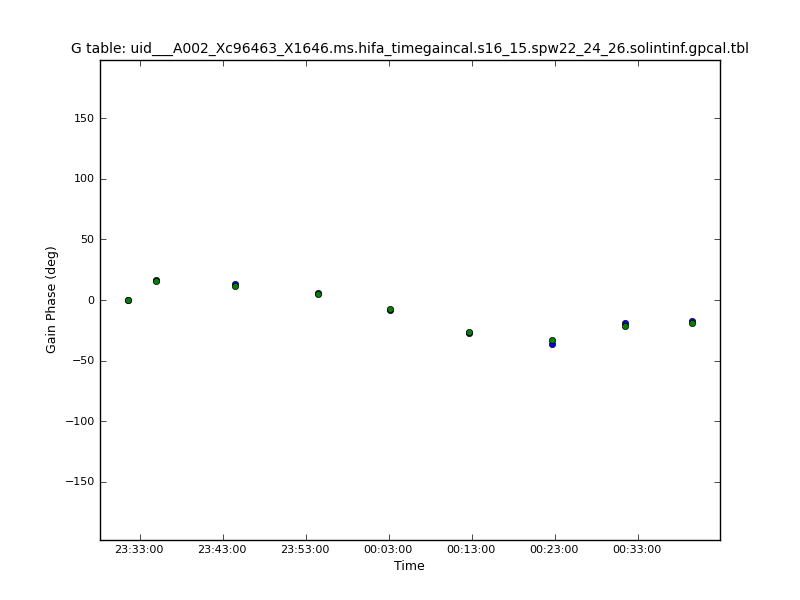 G table: uid___A002_Xc96463_X1646.ms.hifa_timegaincal.s16_15.spw22_24_26.solintinf.gpcal.tbl
150
100
50
0
−50
−100
−150
Gain Phase (deg)
23:33:00 23:43:00 23:53:00 00:03:00 00:13:00 00:23:00 00:33:00
Time